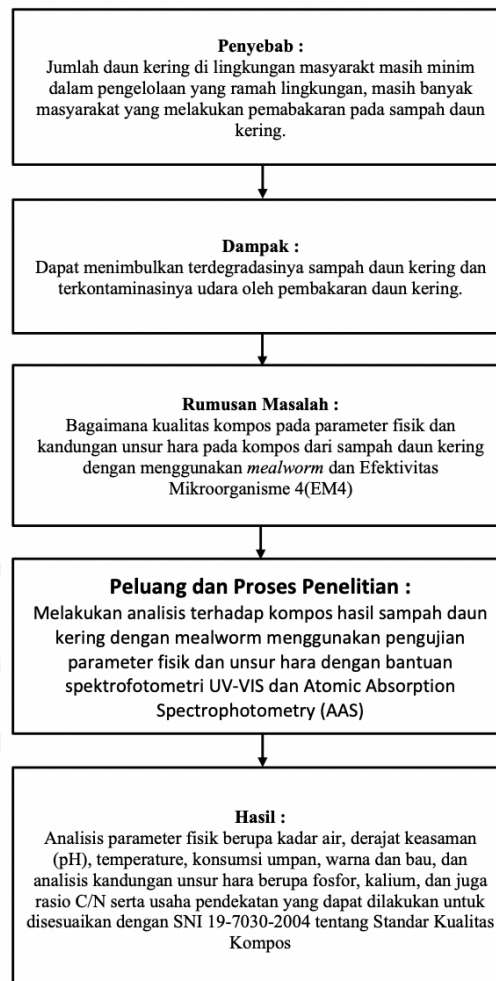 Penyebab :
Jumlah daun kering di lingkungan masyarakt masih minim
dalam pengelolaan yang ramah lingkungan, masih banyak
masyarakat yang melakukan pemabakaran pada sampah daun
kering.
Dampak :
Dapat menimbulkan terdegradasinya sampah daun kering dan
terkontaminasinya udara oleh pembakaran daun kering.
Rumusan Masalah :
Bagaimana kualitas kompos pada parameter fisik dan
kandungan unsur hara pada kompos dari sampah daun kering
dengan menggunakan mealworm dan Efektivitas
Mikroorganisme 4(EM4)
Peluang dan Proses Penelitian :
Melakukan analisis terhadap kompos hasil sampah daun
kering dengan mealworm menggunakan pengujian
parameter fisik dan unsur hara dengan bantuan
spektrofotometri UV-VIS dan Atomic Absorption
Spectrophotometry (AAS)
Hasil :
Analisis parameter fisik berupa kadar air, derajat keasaman
(pH), temperature, konsumsi umpan, warna dan bau, dan
analisis kandungan unsur hara berupa fosfor, kalium, dan juga
rasio C/N serta usaha pendekatan yang dapat dilakukan untuk
disesuaikan dengan SNI 19-7030-2004 tentang Standar Kualitas
Kompos